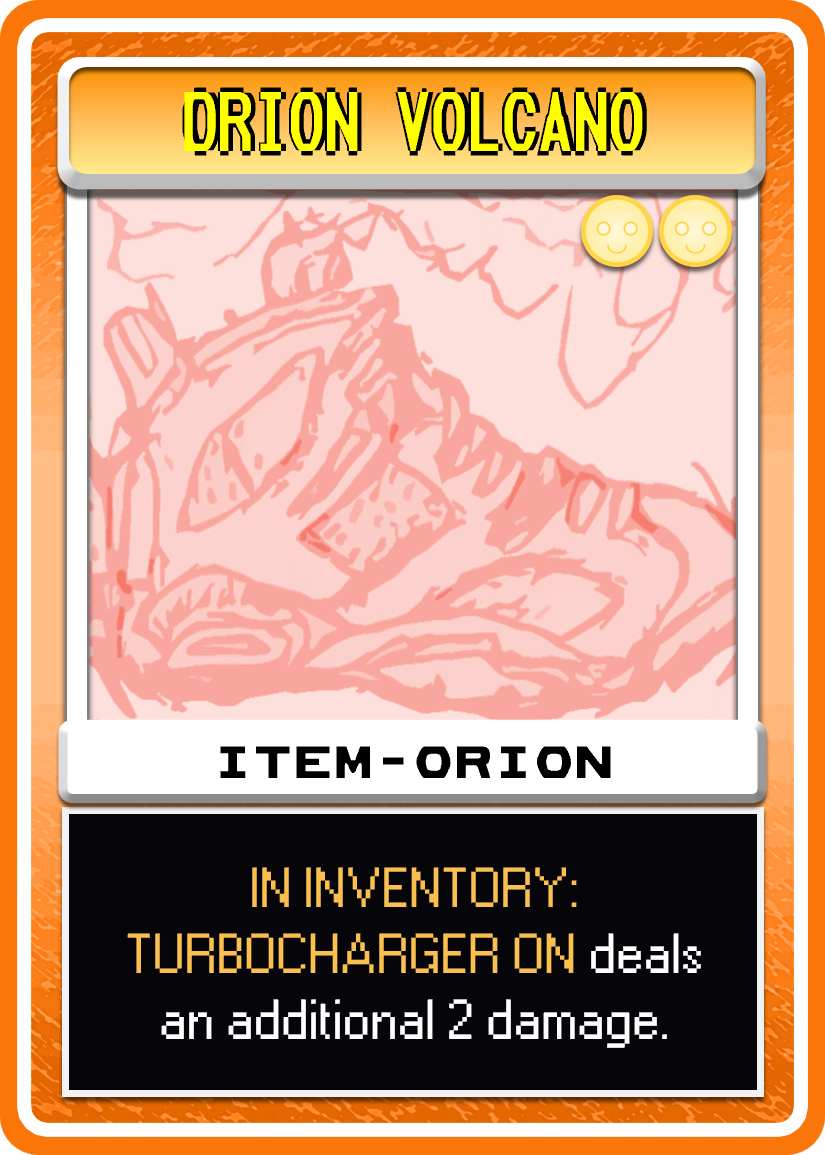 ORION VOLCANO
ITEM-ORION
IN INVENTORY:
TURBOCHARGER ON deals
an additional 2 damage.